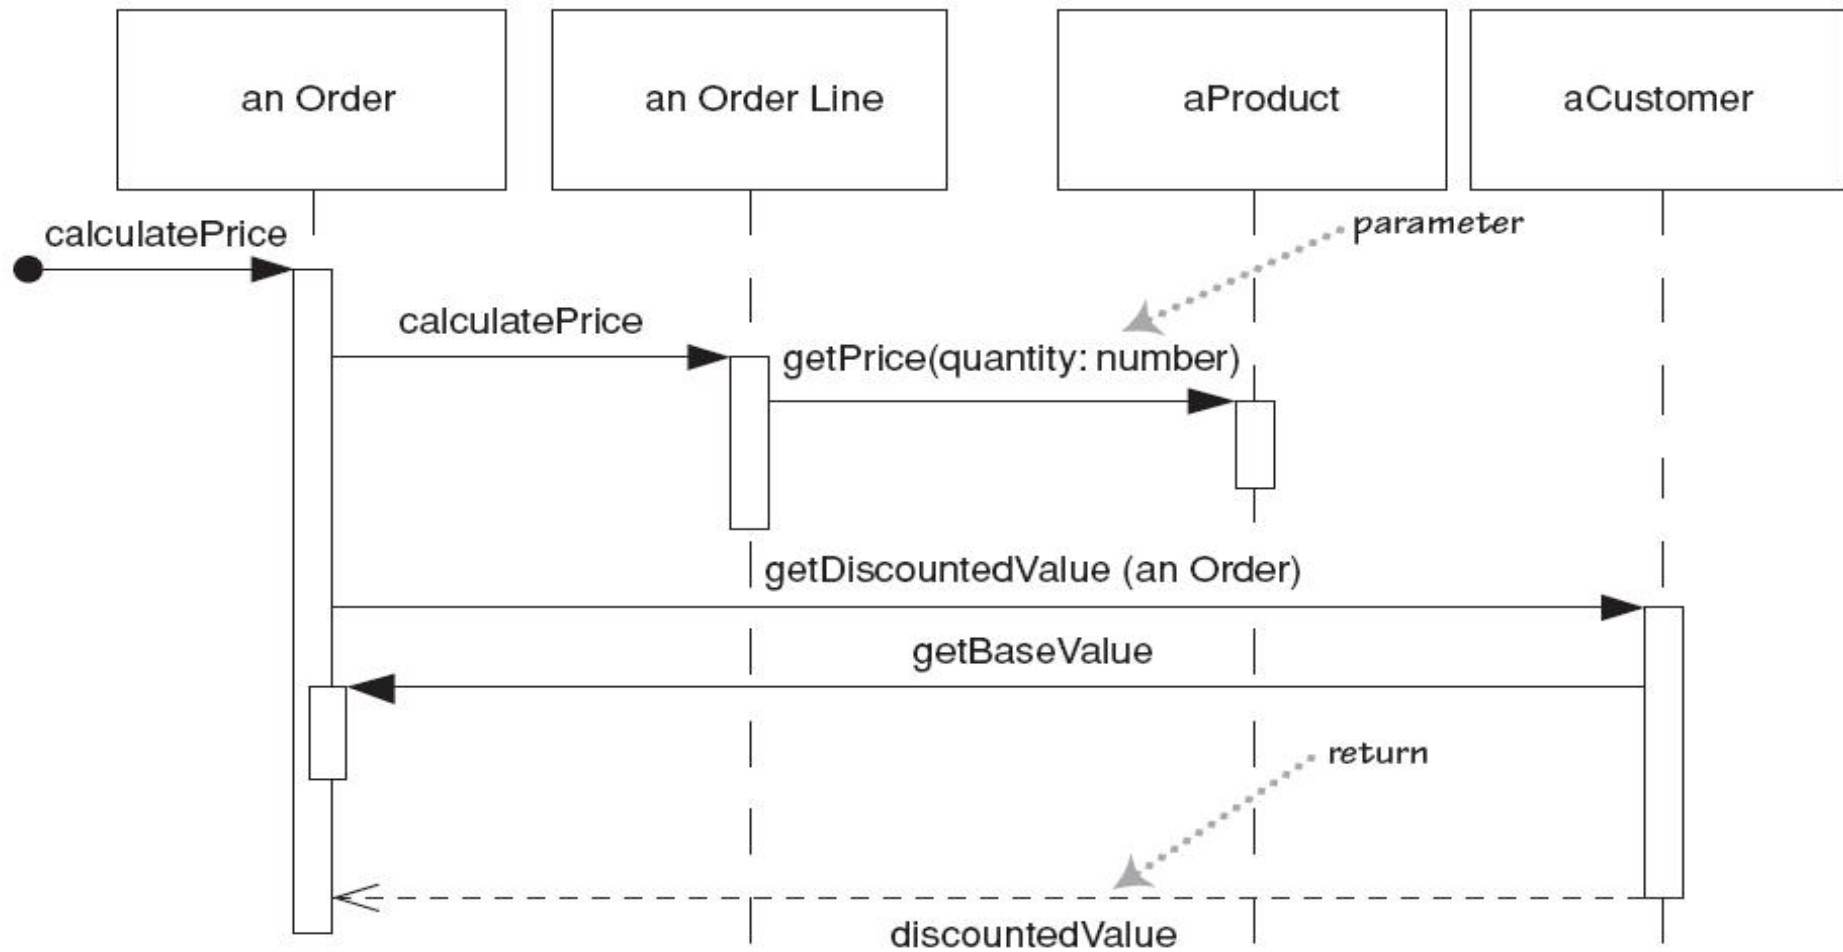 an Order
an Order Line
aProduct
aCustomer
calculatePrice
parameter
calculatePrice
getPrice(quantity: number)
getDiscountedValue (an Order)
getBaseValue
return
discountedValue